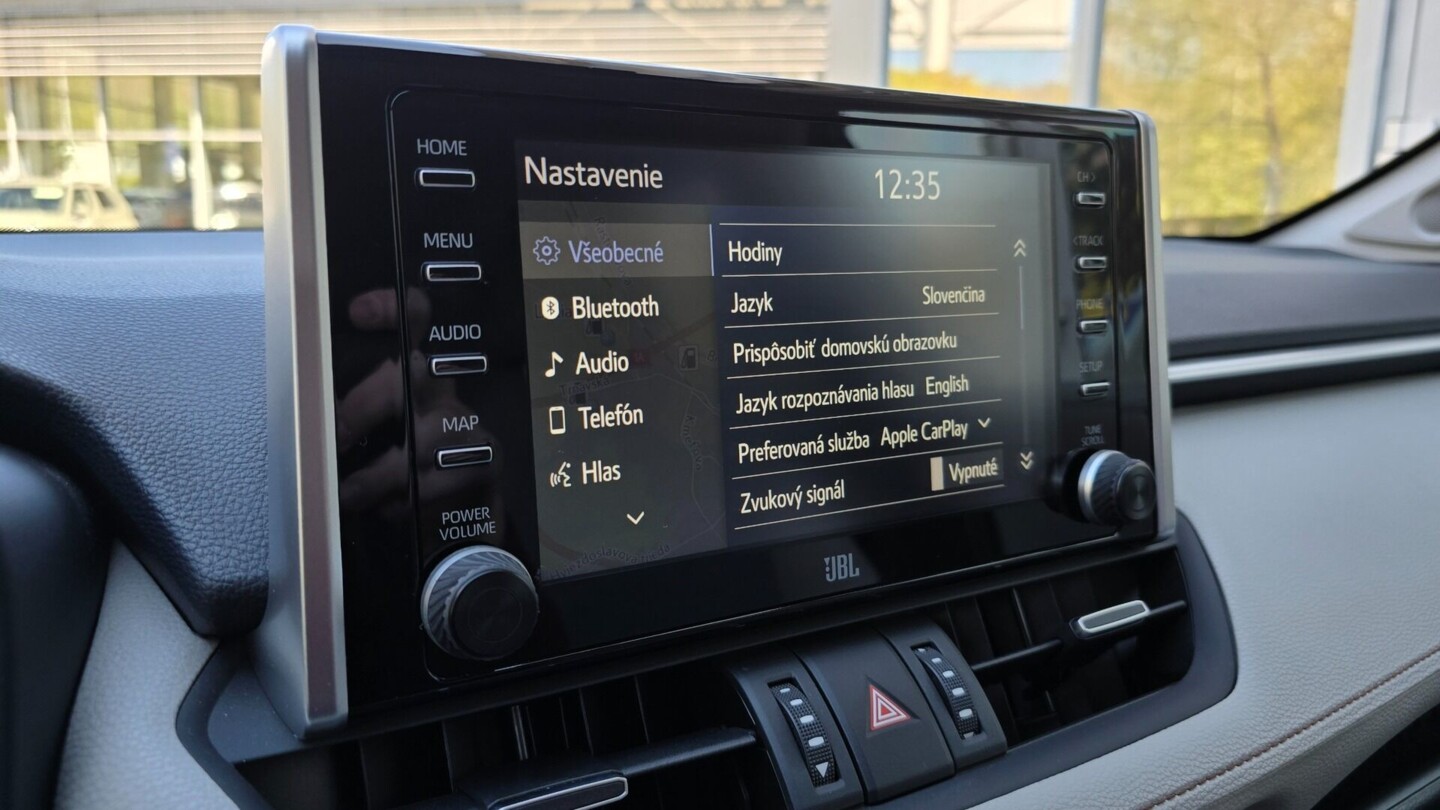 HOME
MENU
AUDIO
MAP
POWER
VOLUME
Nastavenie
12:35
Všeobecné
Bluetooth
Audio
Telefón
Hlas
Hodiny
Jazyk Slovenčina
Prispôsobiť domovskú obrazovku
Jazyk rozpoznávania hlasu English
Preferovaná služba Apple CarPlay
Zvukový signál Vypnuté
CH >
< TRACK
PHONE
SETUP
TUNE
SCROLL
JBL